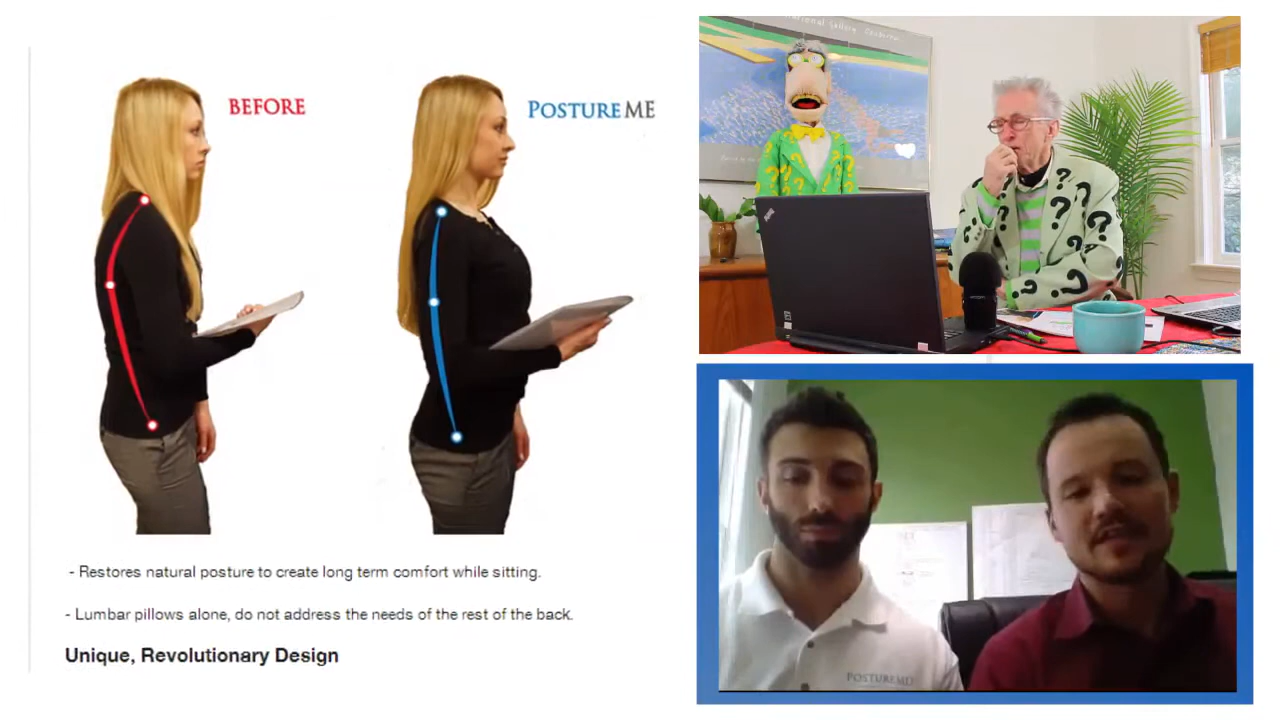 BEFORE
POSTURE ME
- Restores natural posture to create long term comfort while sitting.
- Lumbar pillows alone, do not address the needs of the rest of the back.
Unique, Revolutionary Design
ThinkPad
POSTUREME